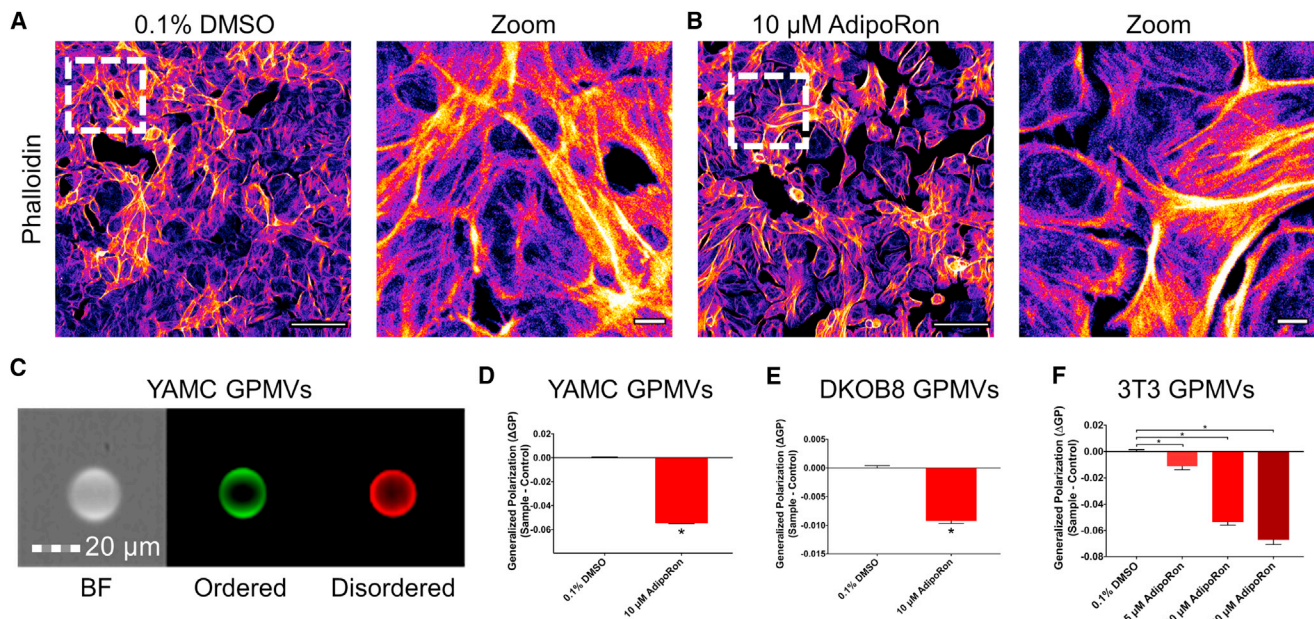 A
0.1% DMSO
Zoom
B
10 µM AdipoRon
Zoom
Phalloidin
C
YAMC GPMVs
20 µm
BF
Ordered
Disordered
D
YAMC GPMVs
Generalized Polarization (ΔGP)
(Sample - Control)
0.02
0.00
-0.02
-0.04
-0.06
*
0.1% DMSO
10 µM AdipoRon
E
DKOB8 GPMVs
Generalized Polarization (ΔGP)
(Sample - Control)
0.005
0.000
-0.005
-0.010
-0.015
*
0.1% DMSO
10 µM AdipoRon
F
3T3 GPMVs
Generalized Polarization (ΔGP)
(Sample - Control)
0.02
0.00
-0.02
-0.04
-0.06
-0.08
*
*
*
0.1% DMSO
5 µM AdipoRon
0 µM AdipoRon
0 µM AdipoRon